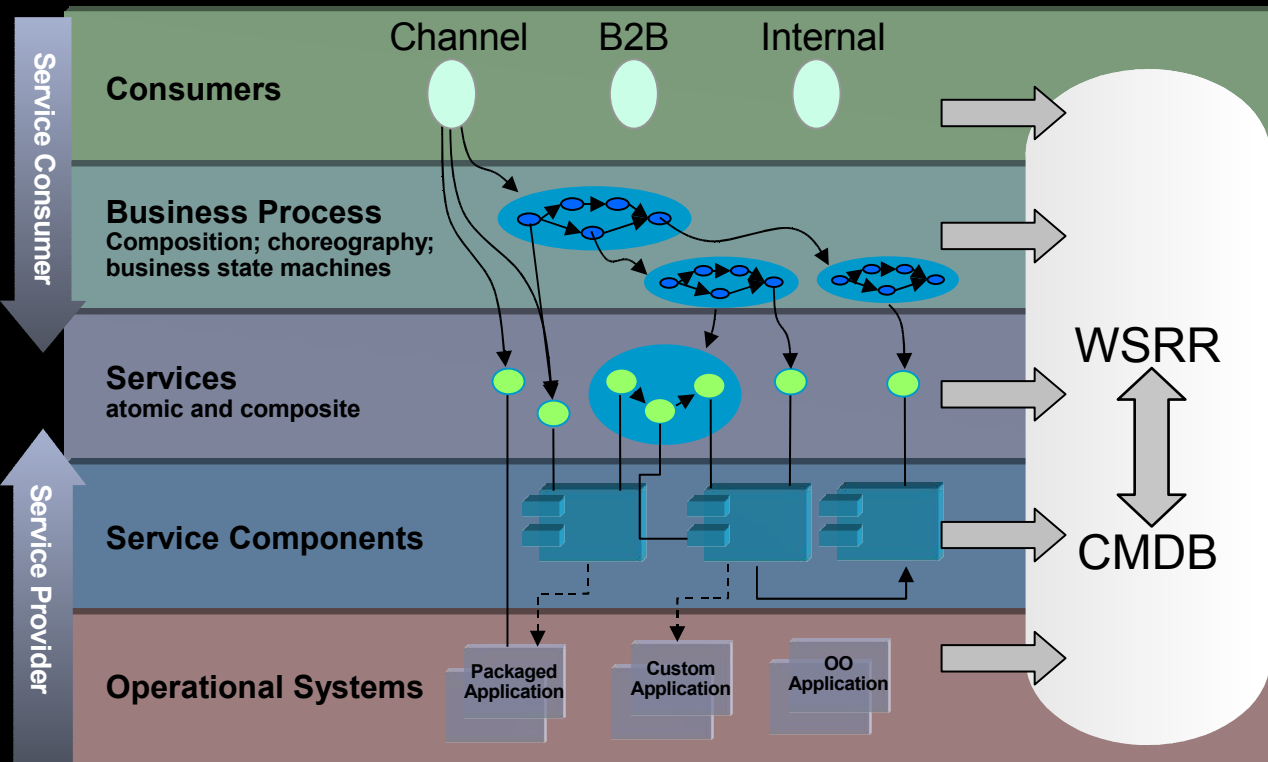 Channel
B2B
Internal
Service Consumer
Consumers
Business Process
Composition; choreography;
business state machines
Services
atomic and composite
WSRR
CMDB
Service Provider
Service Components
Operational Systems
Packaged
Application
Custom
Application
OO
Application